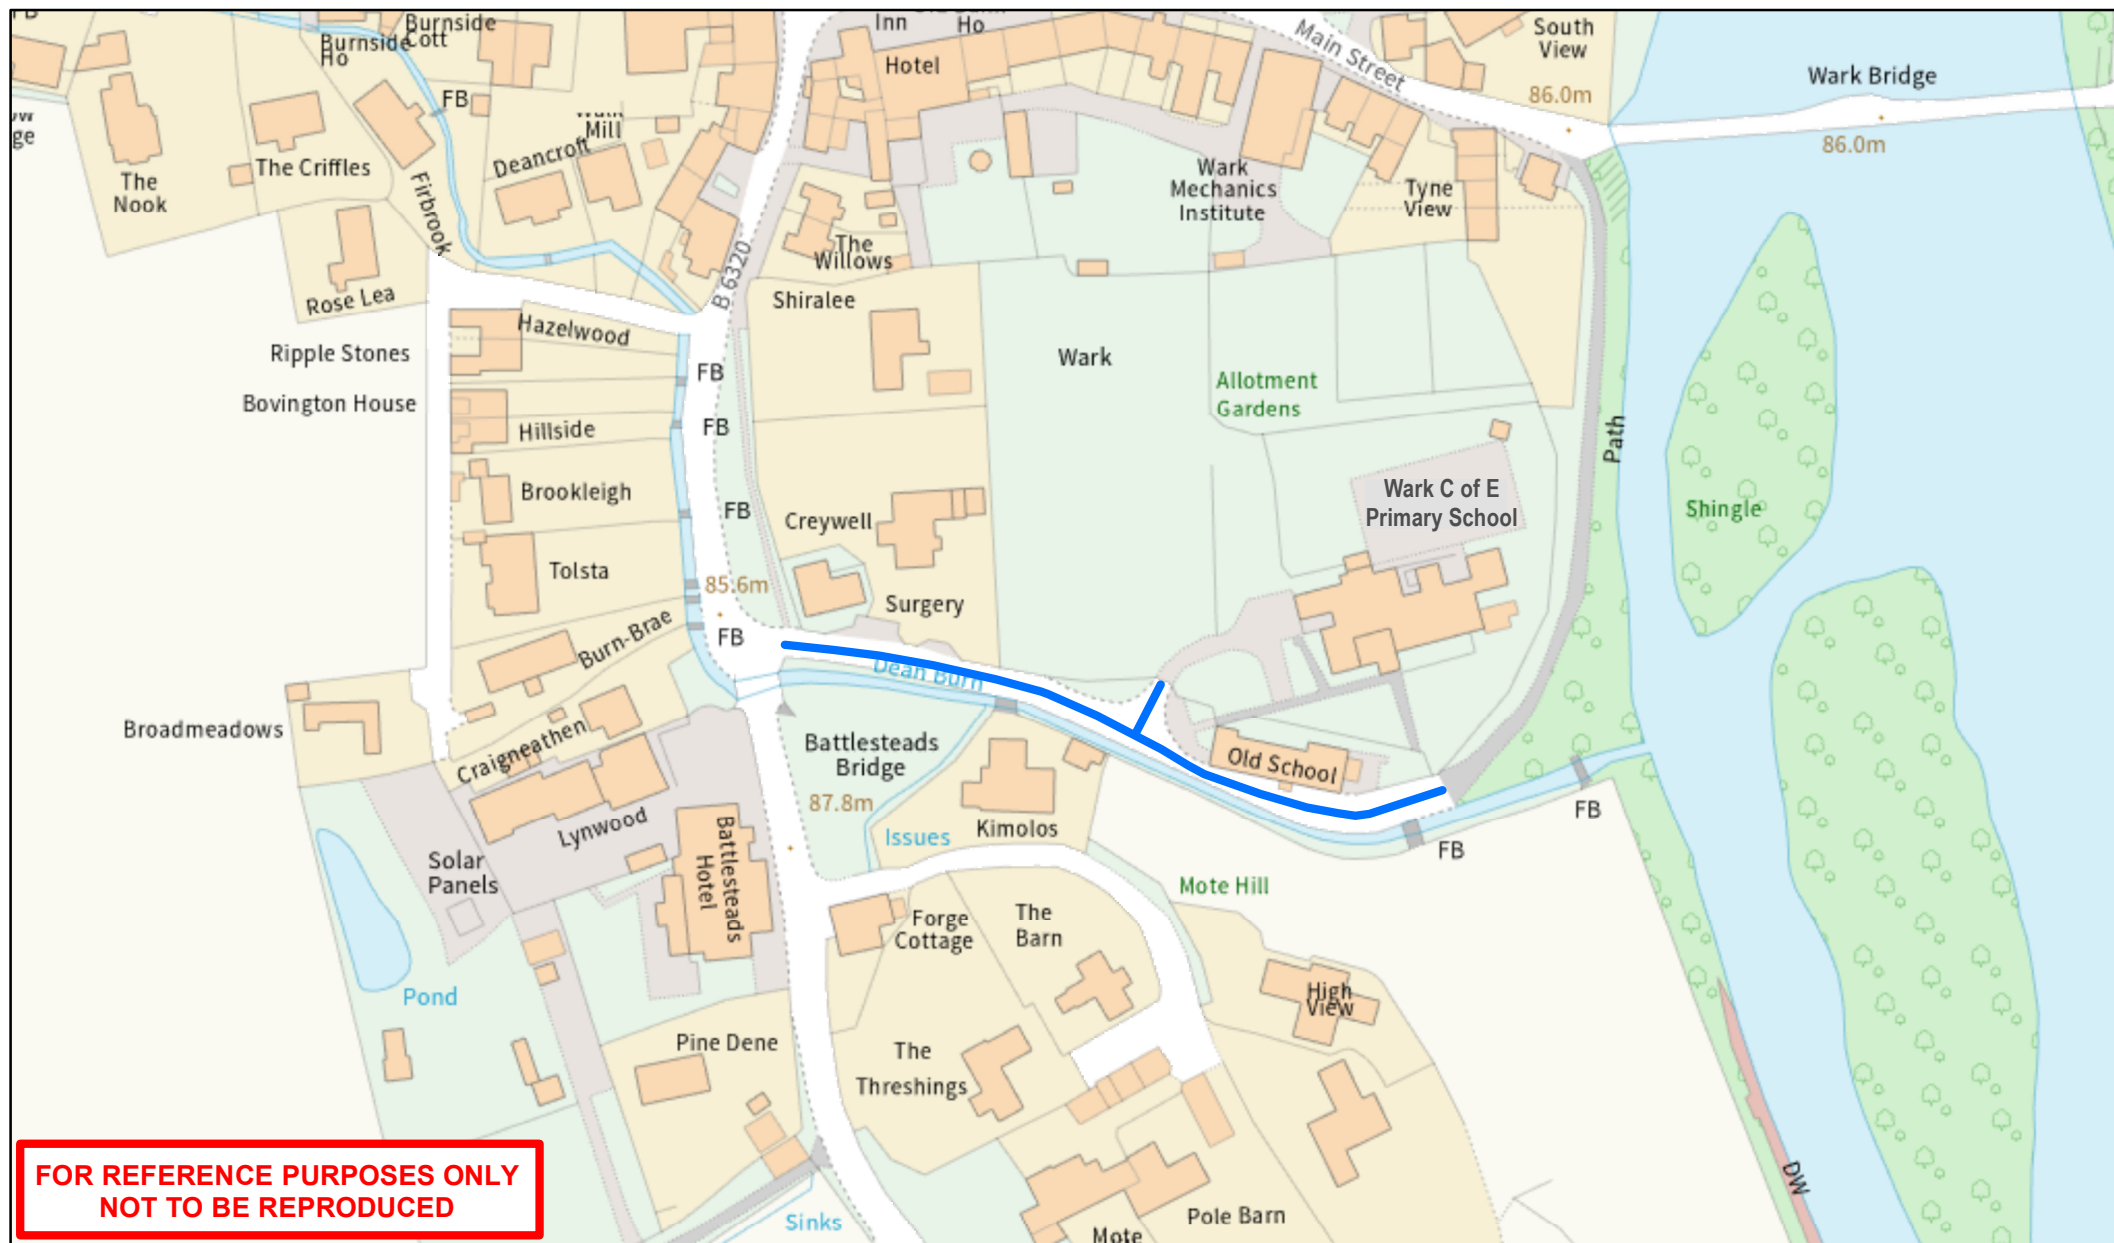 FB
Burnside
Cott
Burnside
Ho
Inn
Ho
Hotel
Main Street
South
View
86.0m
Wark Bridge
86.0m
FB
Mill
Deancroft
The Criffles
The
Nook
Firbrook
ge
Wark
Mechanics
Institute
Tyne
View
The
Willows
B 6320
Rose Lea
Shiralee
Hazelwood
Ripple Stones
Bovington House
FB
FB
Wark
Allotment
Gardens
Hillside
Path
Brookleigh
FB
Creywell
Wark C of E
Primary School
Shingle
Tolsta
85.6m
Surgery
Burn-Brae
FB
Dean Burn
Broadmeadows
Craigneathen
Battlesteads
Bridge
87.8m
Old School
Lynwood
Battlesteads
Hotel
Issues
Kimolos
FB
FB
Solar
Panels
Mote Hill
Forge
Cottage
The
Barn
Pond
High
View
Pine Dene
The
Threshings
FOR REFERENCE PURPOSES ONLY
NOT TO BE REPRODUCED
Sinks
Mote
Pole Barn
DW